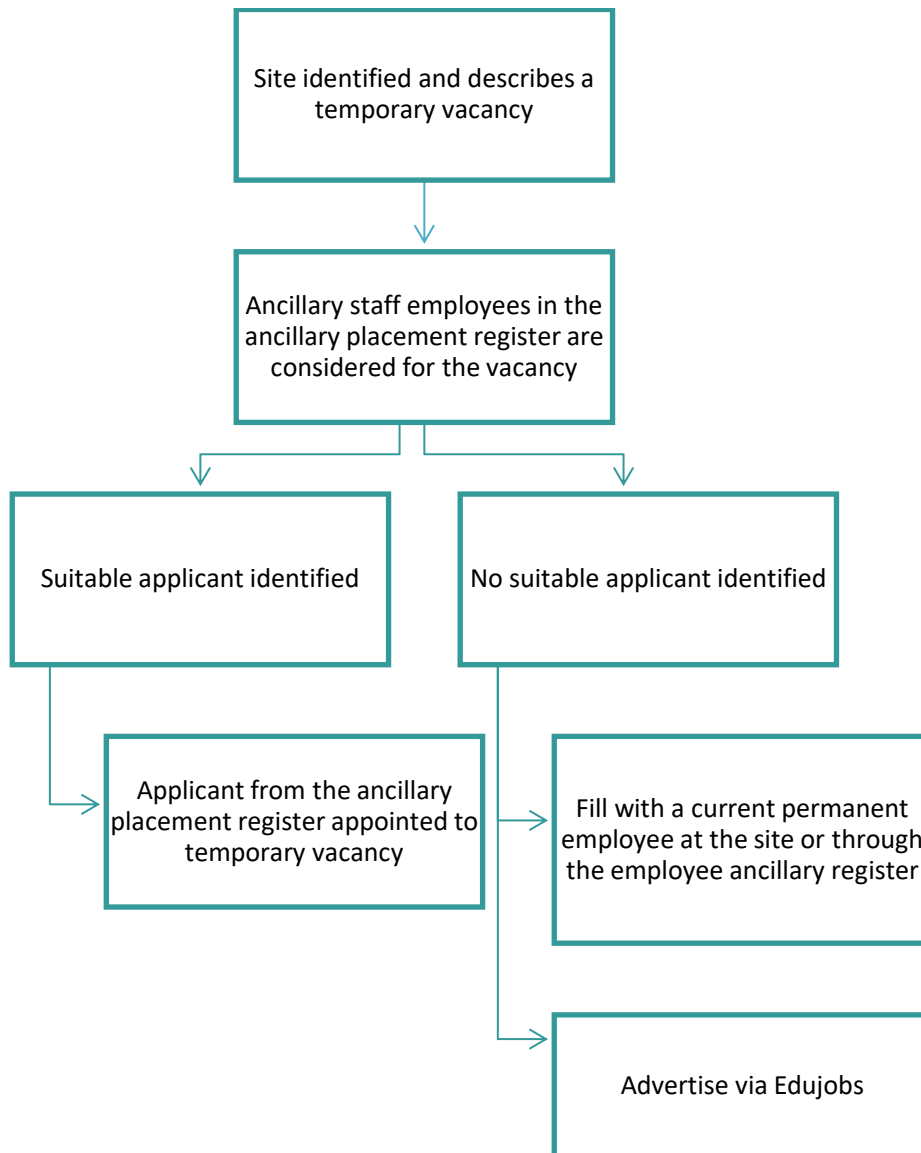 Site identified and describes a
temporary vacancy
Ancillary staff employees in the
ancillary placement register are
considered for the vacancy
Suitable applicant identified
No suitable applicant identified
Applicant from the ancillary
placement register appointed to
temporary vacancy
Fill with a current permanent
employee at the site or through
the employee ancillary register
Advertise via Edujobs